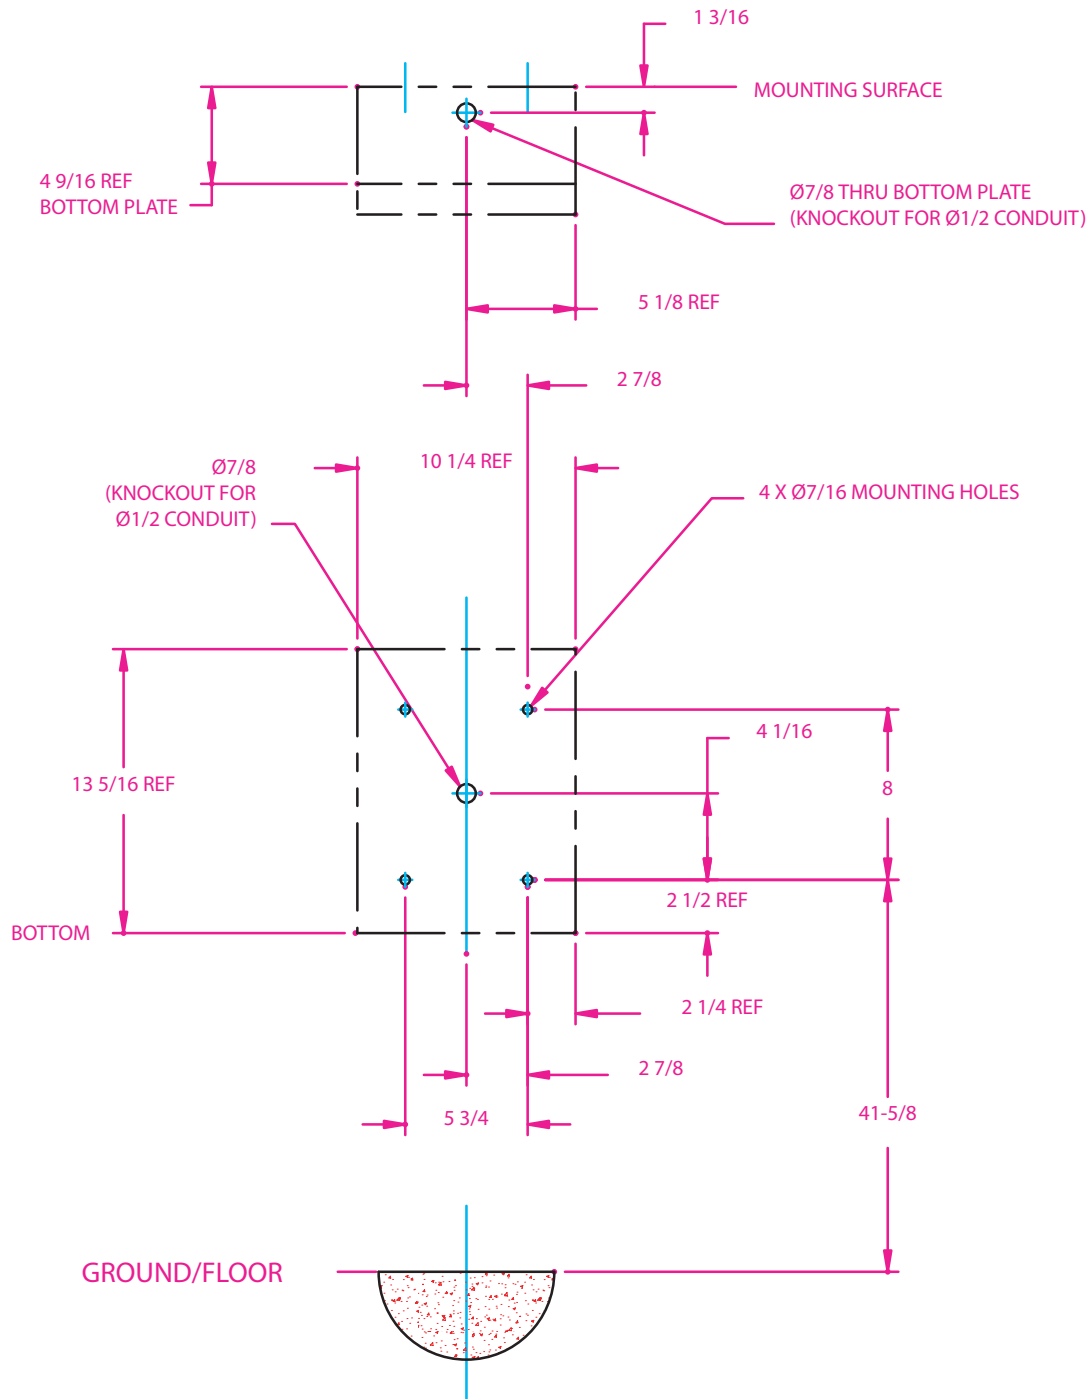 1 3/16
MOUNTING SURFACE
4 9/16 REF
BOTTOM PLATE
Ø7/8 THRU BOTTOM PLATE
(KNOCKOUT FOR Ø1/2 CONDUIT)
5 1/8 REF
2 7/8
10 1/4 REF
Ø7/8
(KNOCKOUT FOR
Ø1/2 CONDUIT)
4 X Ø7/16 MOUNTING HOLES
4 1/16
13 5/16 REF
8
2 1/2 REF
BOTTOM
2 1/4 REF
2 7/8
5 3/4
41-5/8
GROUND/FLOOR